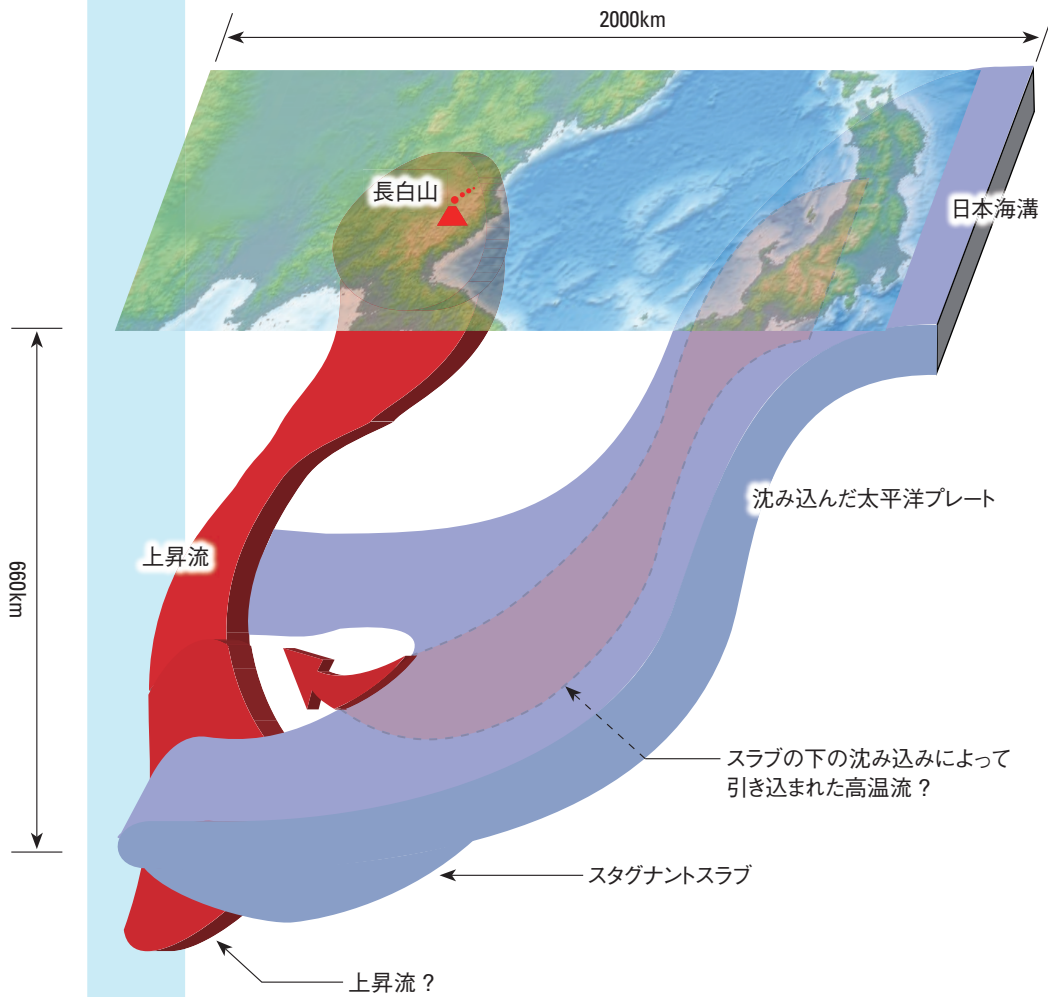 2000km
長白山
日本海溝
沈み込んだ太平洋プレート
上昇流
660km
スラブの下の沈み込みによって
引き込まれた高温流?
スタグナントスラブ
上昇流?